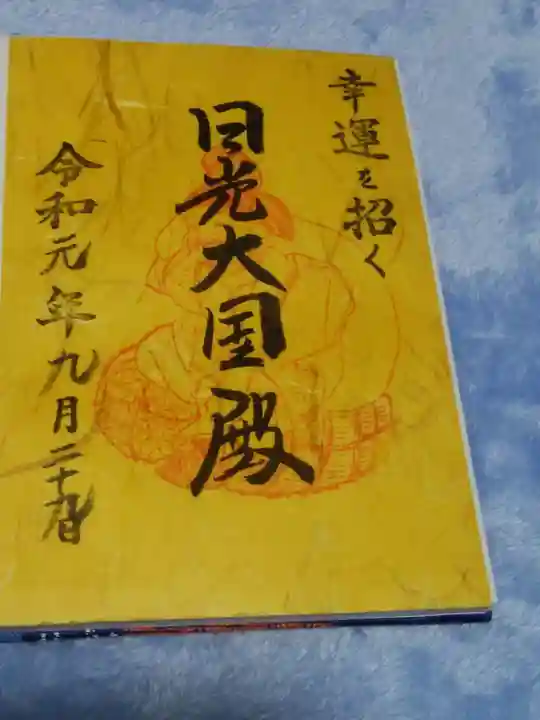 幸運を招く
日光大国殿
令和元年九月二十九日